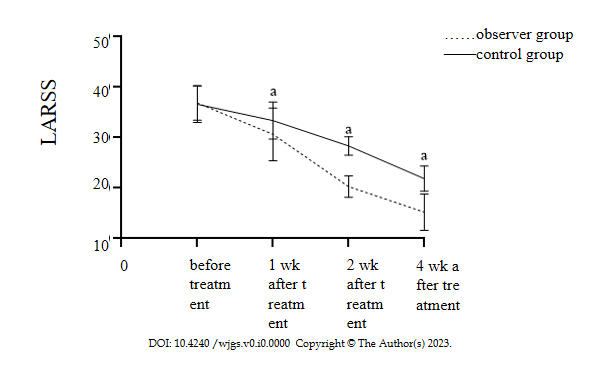 50
......observer group
control group
40
30
20
10
LARSS
a
a
a
0
before
treatm
ent
1 wk
after t
reatm
ent
2 wk
after t
reatm
ent
4 wk a
fter tre
atment
DOI: 10.4240 /wjgs.v0.i0.0000 Copyright © The Author(s) 2023.